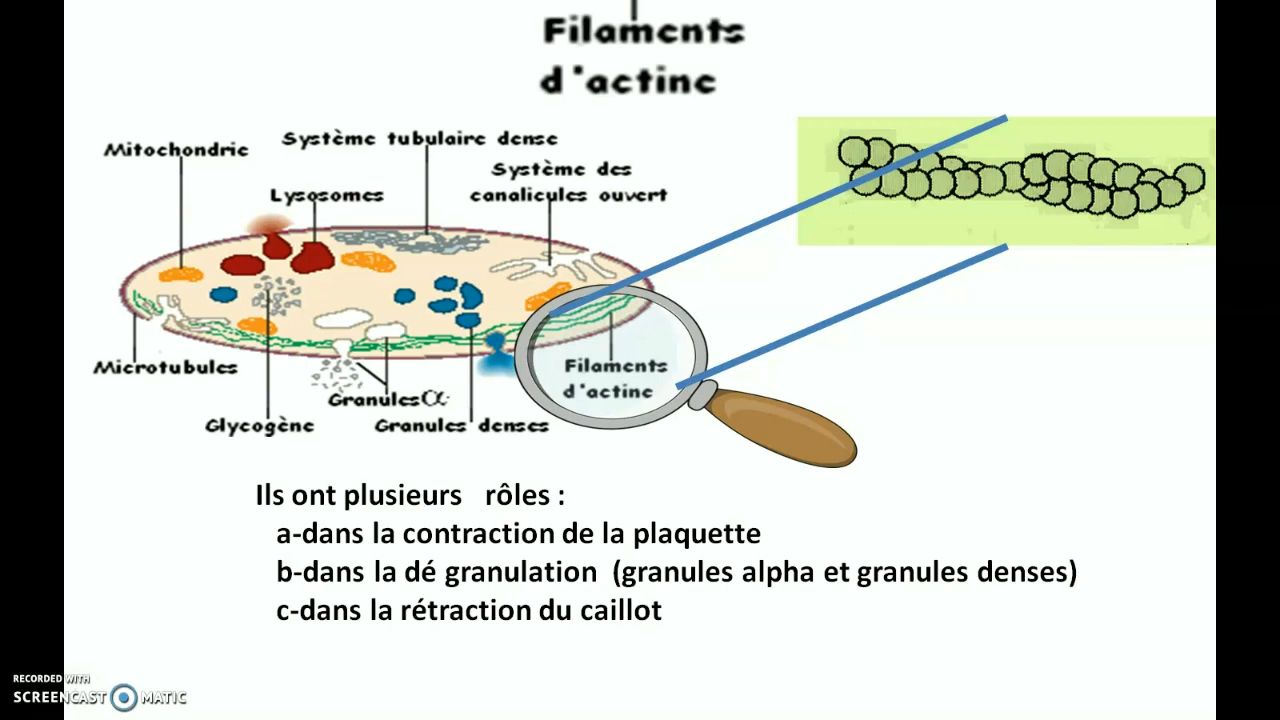 Filaments
d'actine
Mitochondrie
Système tubulaire dense
Système des
canalicules ouvert
Lysosomes
Microtubules
Glycogène
Granules α
Granules denses
Filaments
d'actine
Ils ont plusieurs rôles :
a-dans la contraction de la plaquette
b-dans la dé granulation (granules alpha et granules denses)
c-dans la rétraction du caillot
RECORDED WITH
SCREENCAST MATIC